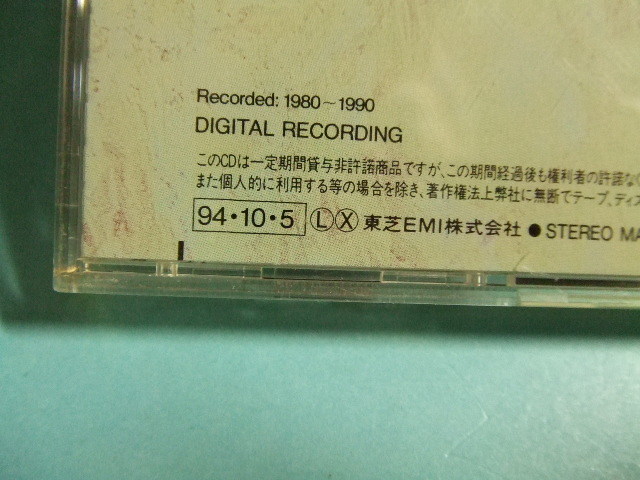 Recorded: 1980~1990
DIGITAL RECORDING
このCDは一定期間貸与非許諾商品ですが、この期間経過後も権利者の許諾なく
また個人的に利用する等の場合を除き、著作権法上弊社に無断でテープ、ディス
94・10・5 Ⓛ Ⓧ 東芝EMI株式会社 ● STEREO MA